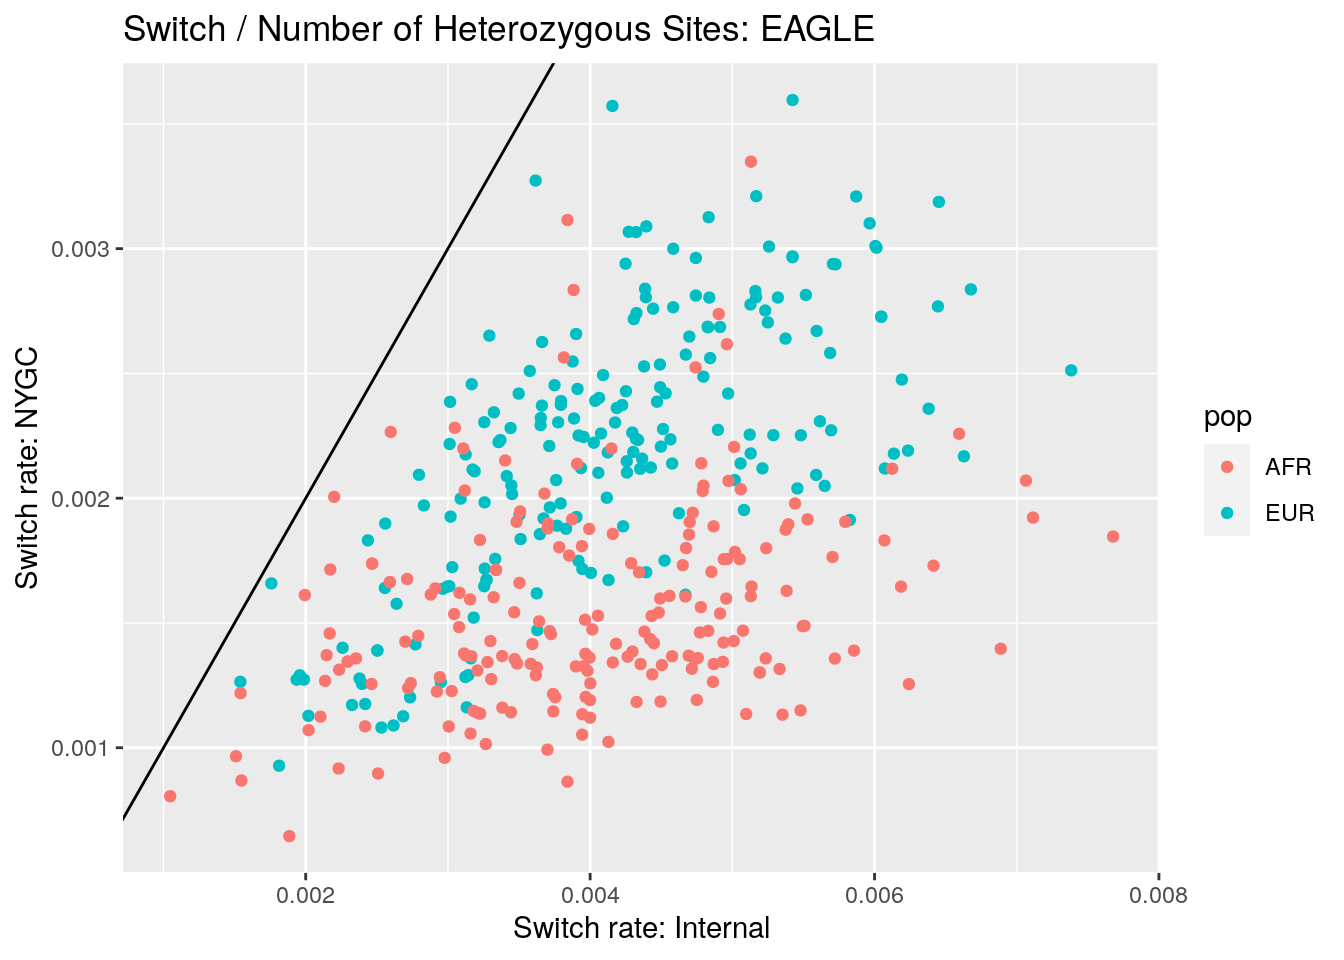 Switch / Number of Heterozygous Sites: EAGLE
Switch rate: NYGC
0.003
0.002
0.001
0.002
0.004
0.006
0.008
Switch rate: Internal
pop
AFR
EUR